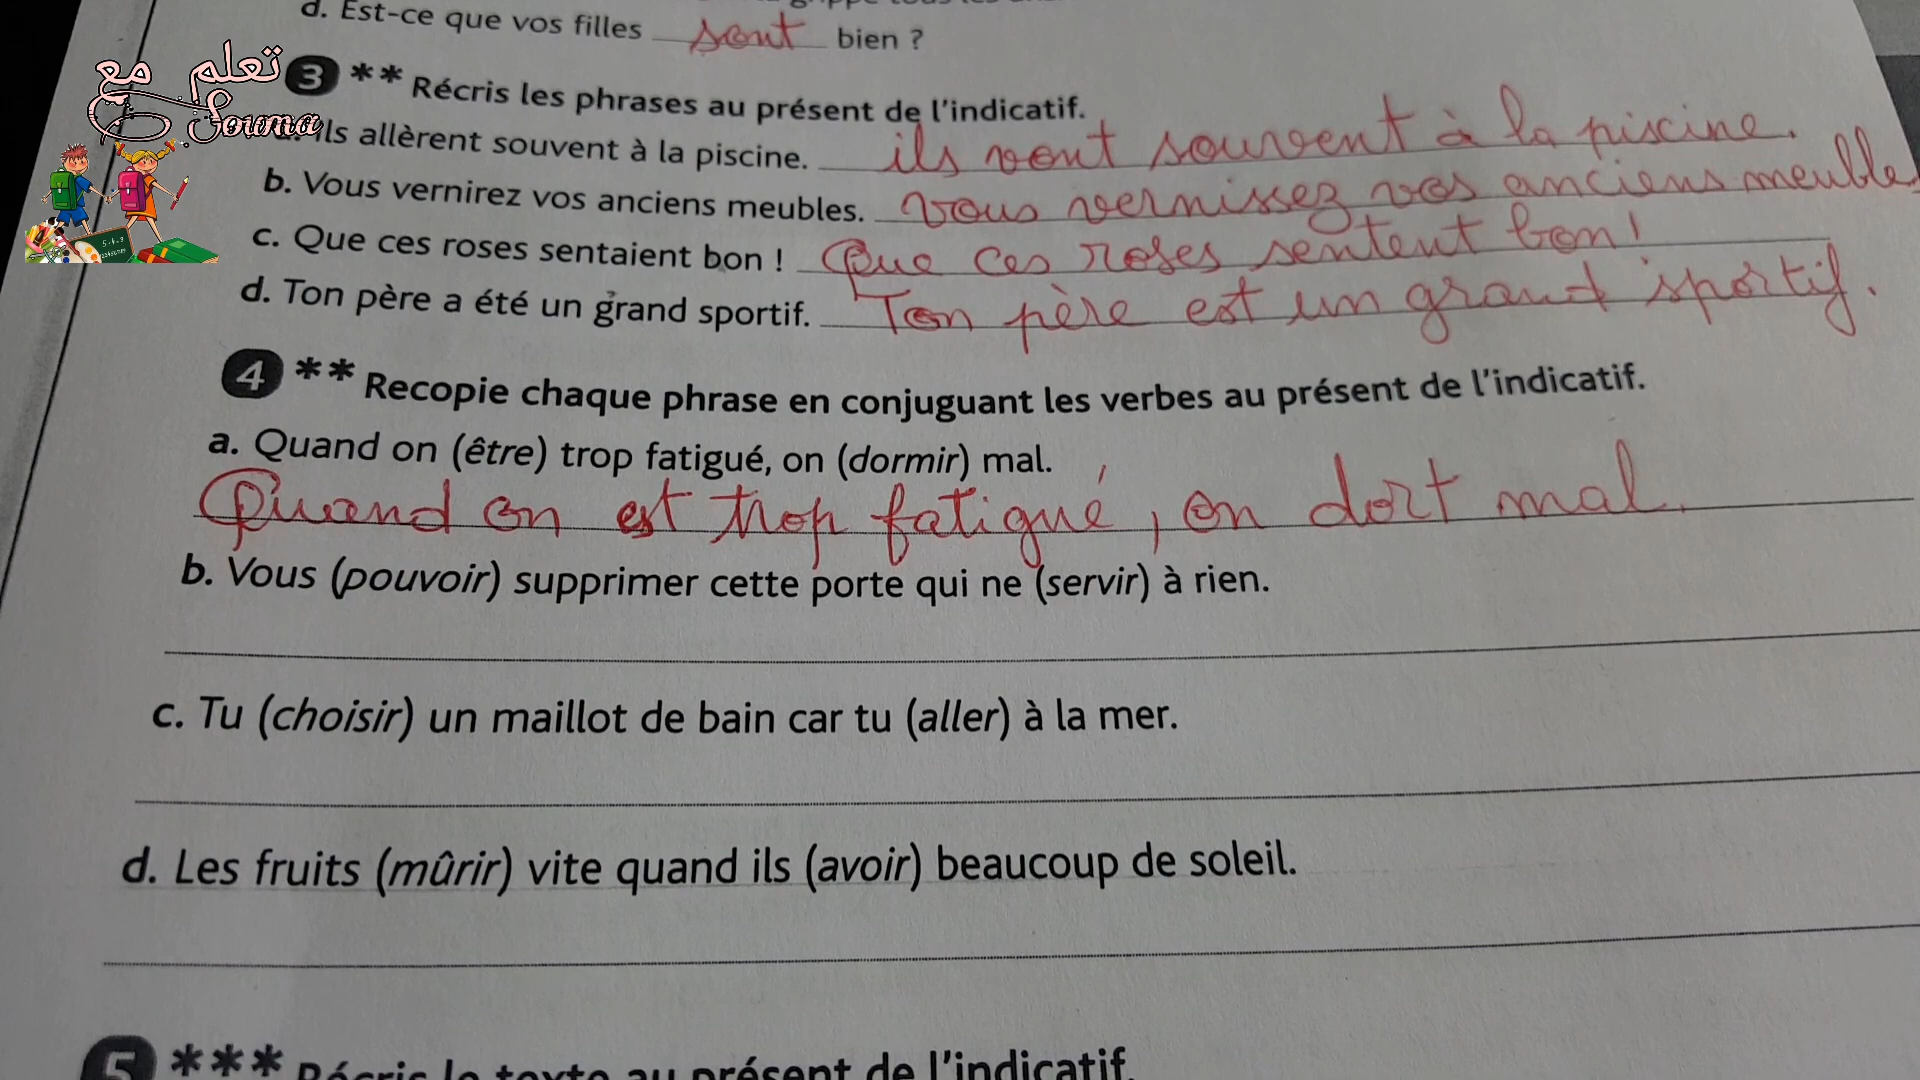 d. Est-ce que vos filles sont bien ?
تعلم مع
Souma
3 ** Récris les phrases au présent de l'indicatif.
Ils allèrent souvent à la piscine. ils vont souvent à la piscine.
b. Vous vernirez vos anciens meubles. vous vernissez vos anciens meubles
c. Que ces roses sentaient bon ! Que ces roses sentent bon !
d. Ton père a été un grand sportif. Ton père est un grand sportif.
4 ** Recopie chaque phrase en conjuguant les verbes au présent de l'indicatif.
a. Quand on (être) trop fatigué, on (dormir) mal.
Quand on est trop fatigué, on dort mal.
b. Vous (pouvoir) supprimer cette porte qui ne (servir) à rien.
c. Tu (choisir) un maillot de bain car tu (aller) à la mer.
d. Les fruits (mûrir) vite quand ils (avoir) beaucoup de soleil.
5 *** Récris le texte au présent de l'indicatif.